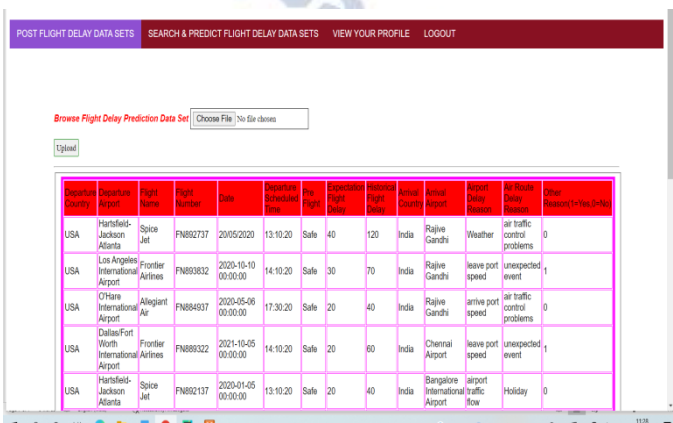 POST FLIGHT DELAY DATA SETS SEARCH & PREDICT FLIGHT DELAY DATA SETS VIEW YOUR PROFILE LOGOUT
Browse Flight Delay Prediction Data Set Choose File No file chosen
Upload
Departure Country Departure Airport Flight Name Flight Number Date Departure Scheduled Time Pre Flight Expectation Flight Delay Historical Flight Delay Arrival Country Arrival Airport Airport Delay Reason Air Route Delay Reason Other Reason(1=Yes,0=No)
USA Hartsfield-Jackson Atlanta Spice Jet FN892737 20/05/2020 13:10:20 Safe 40 120 India Rajive Gandhi Weather air traffic control problems 0
USA Los Angeles International Airport Frontier Airlines FN893832 2020-10-10 00:00:00 14:10:20 Safe 30 70 India Rajive Gandhi leave port speed unexpected event 1
USA O'Hare International Airport Allegiant Air FN884937 2020-05-06 00:00:00 17:30:20 Safe 20 40 India Rajive Gandhi arrive port speed air traffic control problems 0
USA Dallas/Fort Worth International Airport Frontier Airlines FN889322 2021-10-05 00:00:00 14:10:20 Safe 20 60 India Chennai Airport leave port speed unexpected event 1
USA Hartsfield-Jackson Atlanta Spice Jet FN892137 2020-01-05 00:00:00 13:10:20 Safe 20 40 India Bangalore International Airport airport traffic flow Holiday 0